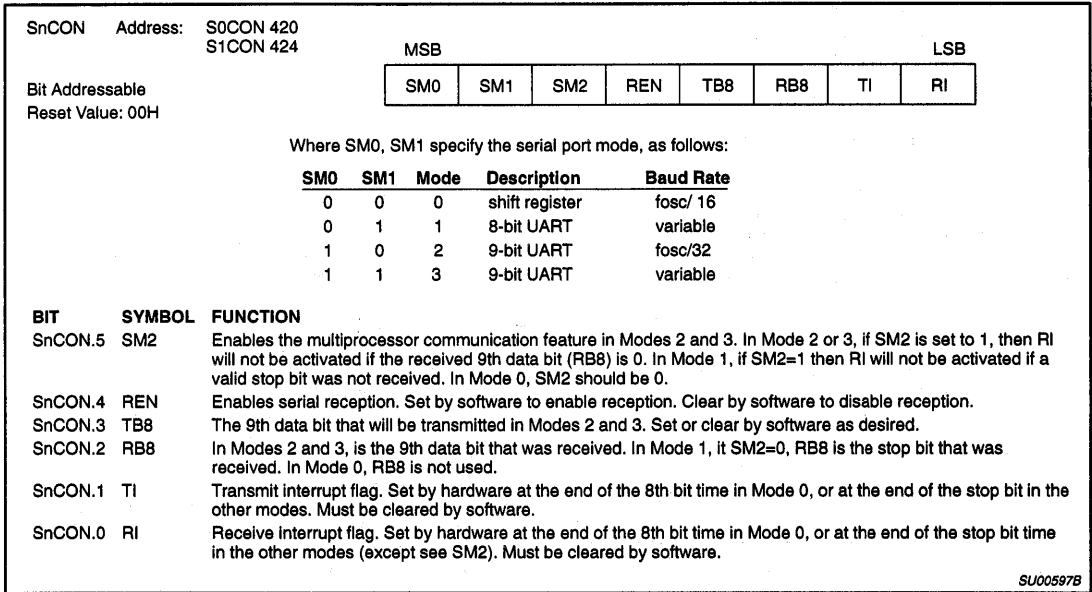 SnCON Address: S0CON 420
S1CON 424
MSB LSB
Bit Addressable SM0 SM1 SM2 REN TB8 RB8 TI RI
Reset Value: 00H
Where SM0, SM1 specify the serial port mode, as follows:
SM0 SM1 Mode Description Baud Rate
0 0 0 shift register fosc/ 16
0 1 1 8-bit UART variable
1 0 2 9-bit UART fosc/32
1 1 3 9-bit UART variable
BIT SYMBOL FUNCTION
SnCON.5 SM2 Enables the multiprocessor communication feature in Modes 2 and 3. In Mode 2 or 3, if SM2 is set to 1, then RI
will not be activated if the received 9th data bit (RB8) is 0. In Mode 1, if SM2=1 then RI will not be activated if a
valid stop bit was not received. In Mode 0, SM2 should be 0.
SnCON.4 REN Enables serial reception. Set by software to enable reception. Clear by software to disable reception.
SnCON.3 TB8 The 9th data bit that will be transmitted in Modes 2 and 3. Set or clear by software as desired.
SnCON.2 RB8 In Modes 2 and 3, is the 9th data bit that was received. In Mode 1, it SM2=0, RB8 is the stop bit that was
received. In Mode 0, RB8 is not used.
SnCON.1 TI Transmit interrupt flag. Set by hardware at the end of the 8th bit time in Mode 0, or at the end of the stop bit in the
other modes. Must be cleared by software.
SnCON.0 RI Receive interrupt flag. Set by hardware at the end of the 8th bit time in Mode 0, or at the end of the stop bit time
in the other modes (except see SM2). Must be cleared by software.
SU00597B